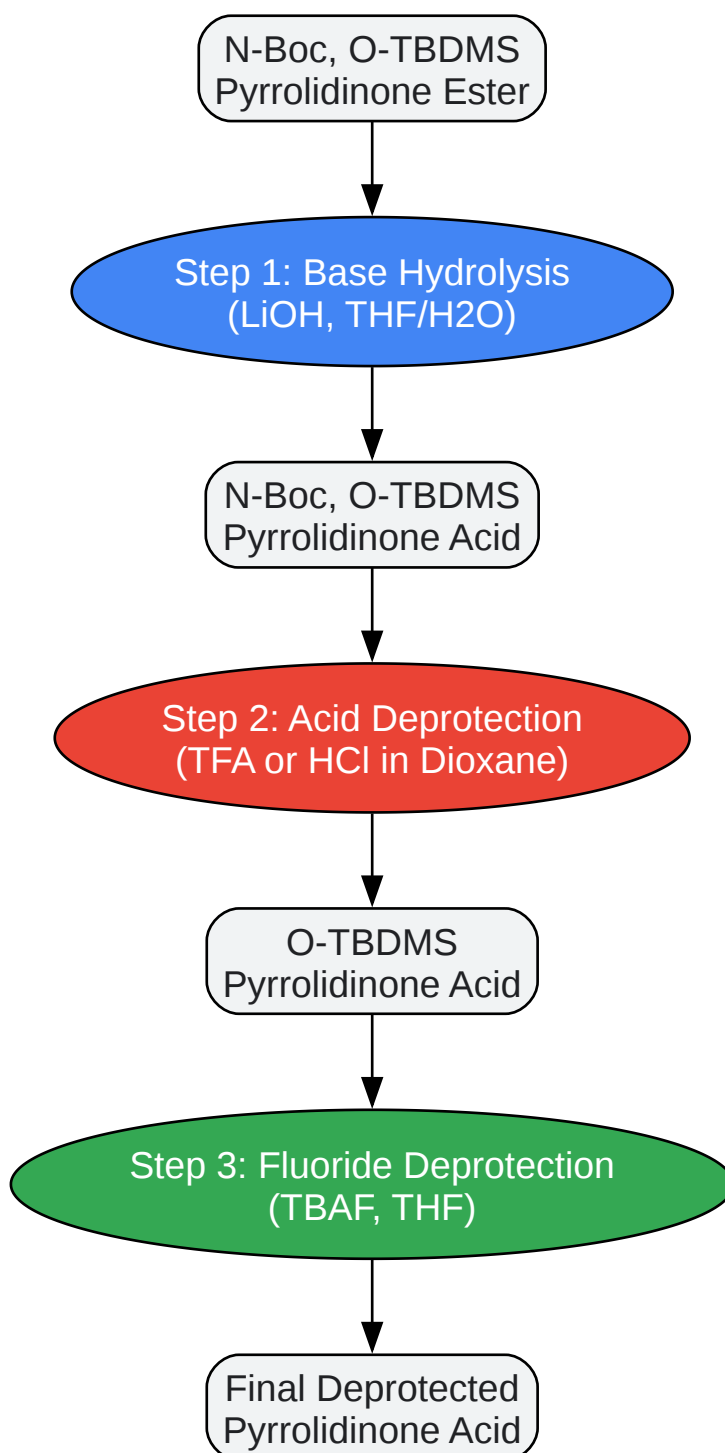 N-Boc, O-TBDMS
Pyrrolidinone Ester
Step 1: Base Hydrolysis
(LiOH, THF/H2O)
N-Boc, O-TBDMS
Pyrrolidinone Acid
Step 2: Acid Deprotection
(TFA or HCl in Dioxane)
O-TBDMS
Pyrrolidinone Acid
Step 3: Fluoride Deprotection
(TBAF, THF)
Final Deprotected
Pyrrolidinone Acid